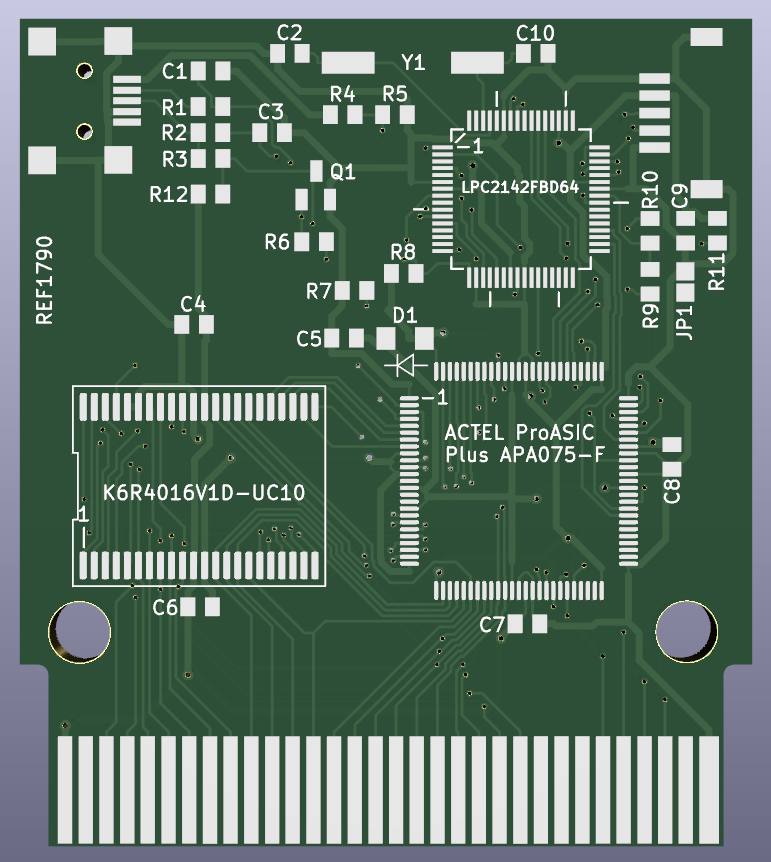 C2
Y1
C10
C1
R4
R5
R1
C3
R2
1
R3
Q1
LPC2142FBD64
R12
R10
C9
R6
R8
R11
REF1790
R7
C4
D1
R9
JP1
C5
1
ACTEL ProASIC
Plus APA075-F
K6R4016V1D-UC10
C8
1
C6
C7